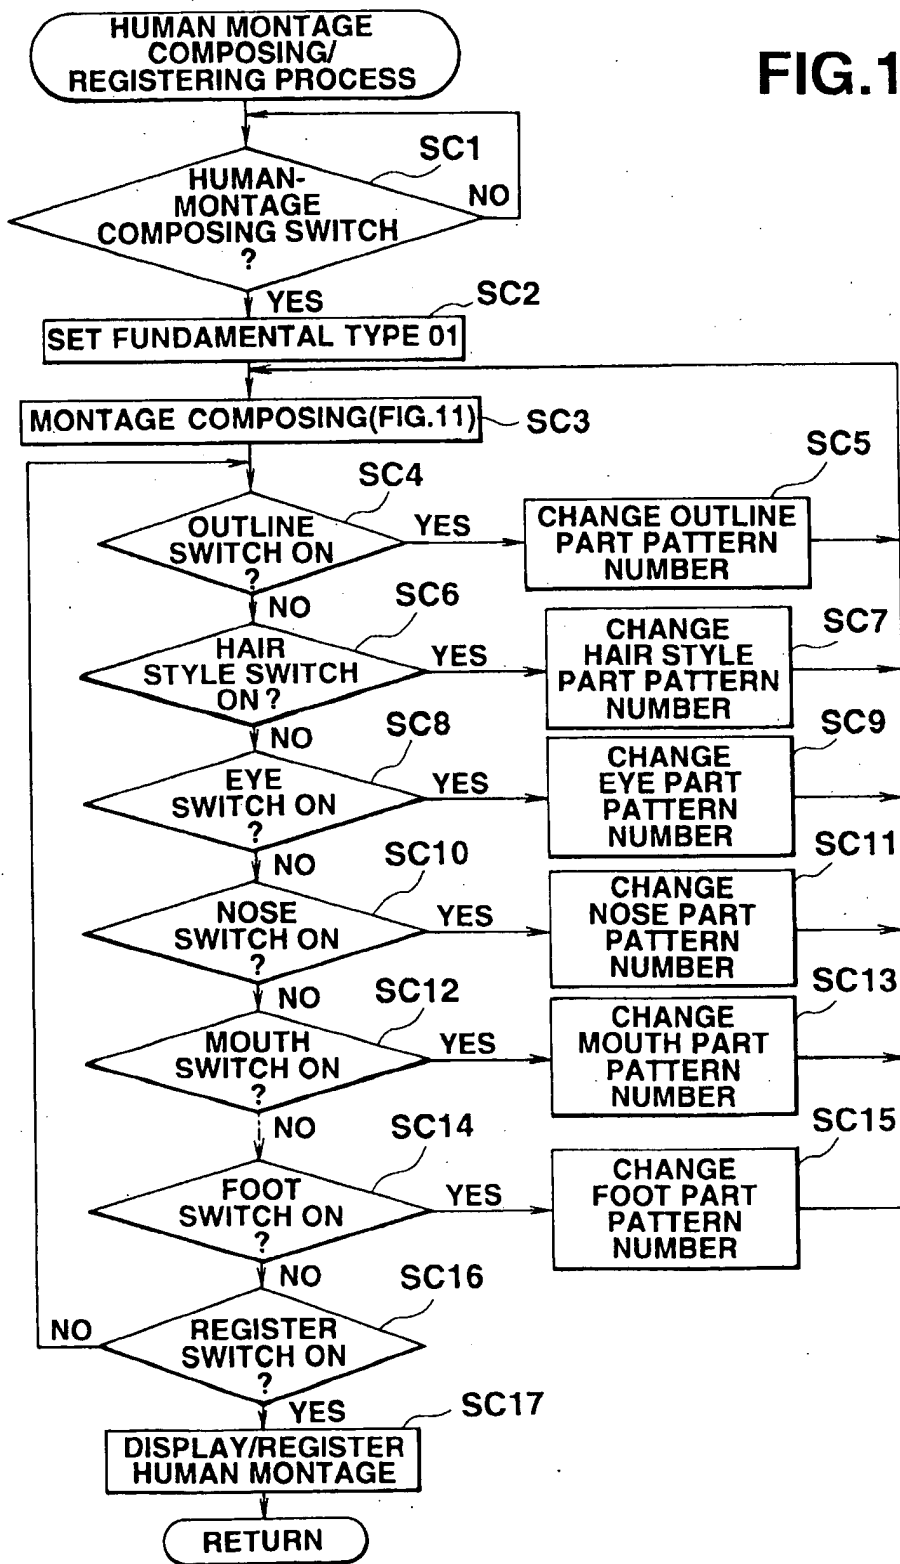 HUMAN MONTAGE
COMPOSING/
REGISTERING PROCESS
FIG.1
SC1
HUMAN-
MONTAGE
COMPOSING SWITCH
?
NO
YES
SC2
SET FUNDAMENTAL TYPE 01
MONTAGE COMPOSING(FIG.11)
SC3
SC4
OUTLINE
SWITCH ON
?
YES
SC5
CHANGE OUTLINE
PART PATTERN
NUMBER
NO
SC6
HAIR
STYLE SWITCH
ON ?
YES
SC7
CHANGE
HAIR STYLE
PART PATTERN
NUMBER
NO
SC8
EYE
SWITCH ON
?
YES
SC9
CHANGE
EYE PART
PATTERN
NUMBER
NO
SC10
NOSE
SWITCH ON
?
YES
SC11
CHANGE
NOSE PART
PATTERN
NUMBER
NO
SC12
MOUTH
SWITCH ON
?
YES
SC13
CHANGE
MOUTH PART
PATTERN
NUMBER
NO
SC14
FOOT
SWITCH ON
?
YES
SC15
CHANGE
FOOT PART
PATTERN
NUMBER
NO
SC16
REGISTER
SWITCH ON
?
NO
YES
SC17
DISPLAY/REGISTER
HUMAN MONTAGE
RETURN